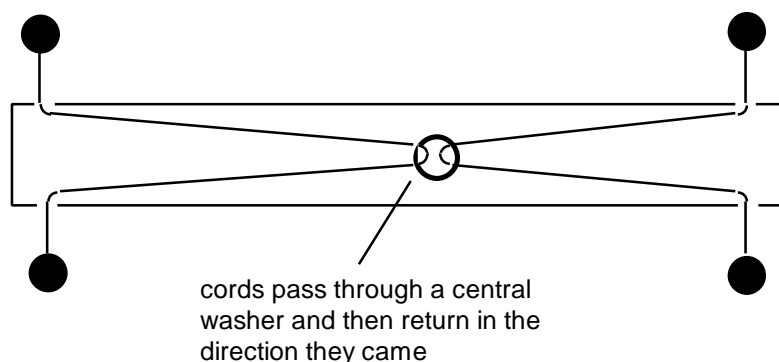 cords pass through a central
washer and then return in the
direction they came